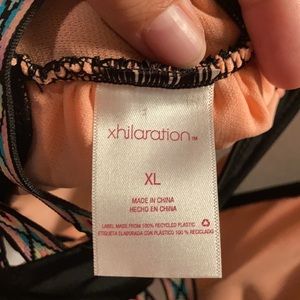 xhilaration™
XL
MADE IN CHINA
HECHO EN CHINA
LABEL MADE FROM 100% RECYCLED PLASTIC
ETIQUETA ELABORADA CON PLÁSTICO 100 % RECICLADO